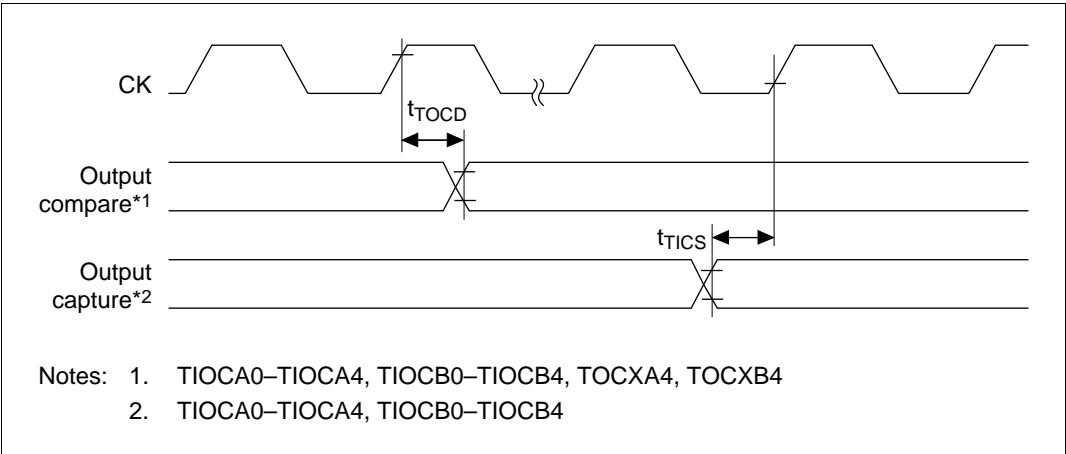 CK
tTOCD
Output
compare*1
tTICS
Output
capture*2
Notes: 1. TIOCA0–TIOCA4, TIOCB0–TIOCB4, TOCXA4, TOCXB4
2. TIOCA0–TIOCA4, TIOCB0–TIOCB4